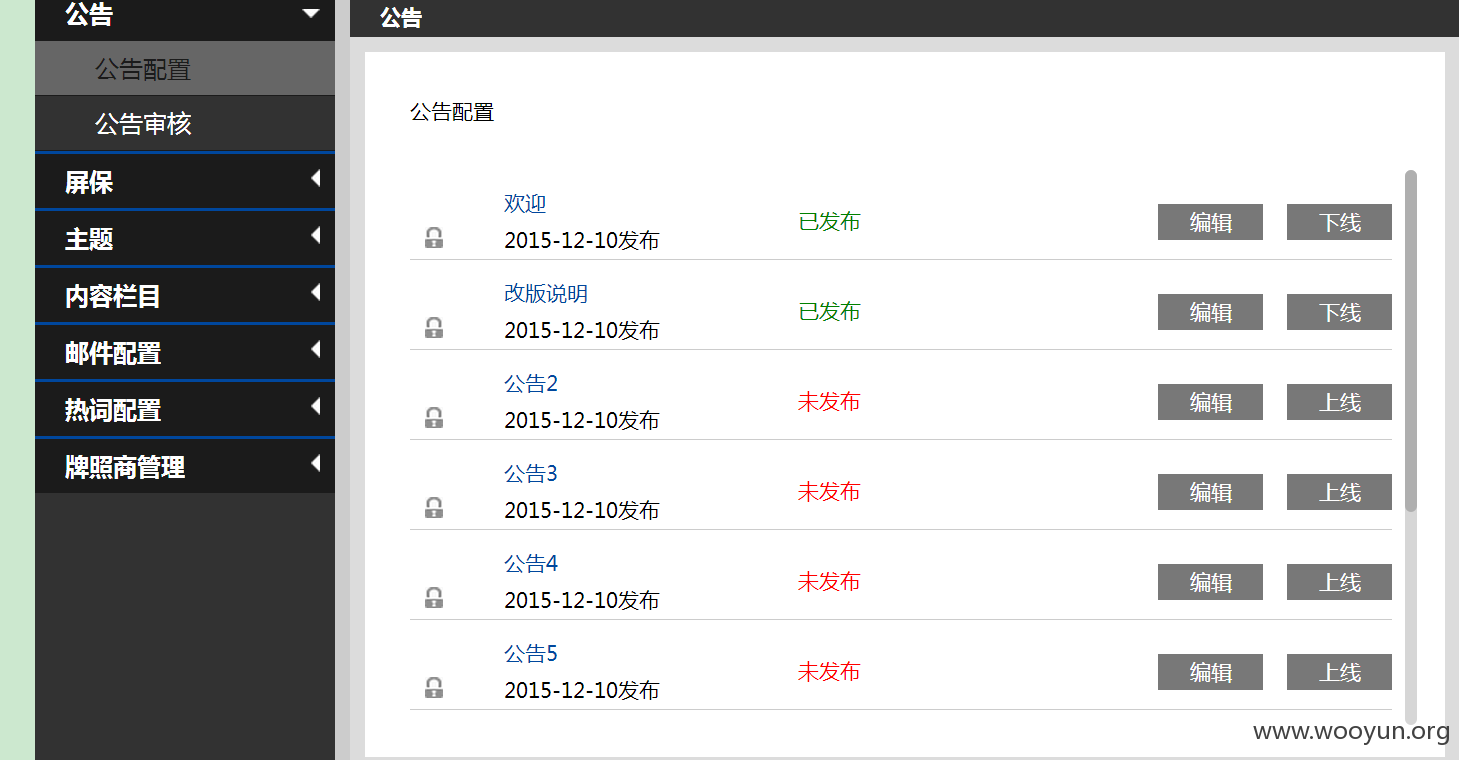 公告
公告配置
公告审核
屏保
主题
内容栏目
邮件配置
热词配置
牌照商管理
公告
公告配置
欢迎
2015-12-10发布
已发布
编辑
下线
改版说明
2015-12-10发布
已发布
编辑
下线
公告2
2015-12-10发布
未发布
编辑
上线
公告3
2015-12-10发布
未发布
编辑
上线
公告4
2015-12-10发布
未发布
编辑
上线
公告5
2015-12-10发布
未发布
编辑
上线
www.wooyun.org